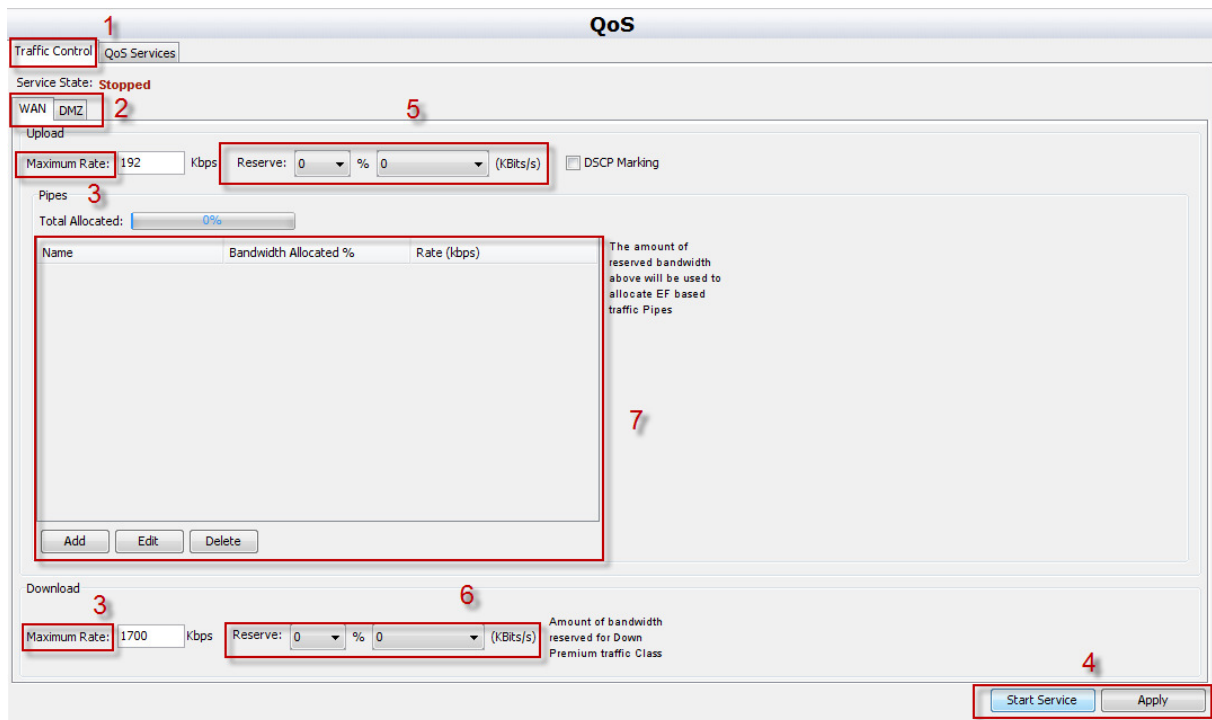 QoS
1
Traffic Control QoS Services
Service State: Stopped
WAN DMZ 2 5
Upload
Maximum Rate: 192 Kbps Reserve: 0 % 0 (KBits/s) DSCP Marking
3
Pipes
Total Allocated: 0%
Name Bandwidth Allocated % Rate (kbps)
The amount of
reserved bandwidth
above will be used to
allocate EF based
traffic Pipes
7
Add Edit Delete
Download
3 6
Maximum Rate: 1700 Kbps Reserve: 0 % 0 (KBits/s)
Amount of bandwidth
reserved for Down
Premium traffic Class
4
Start Service Apply